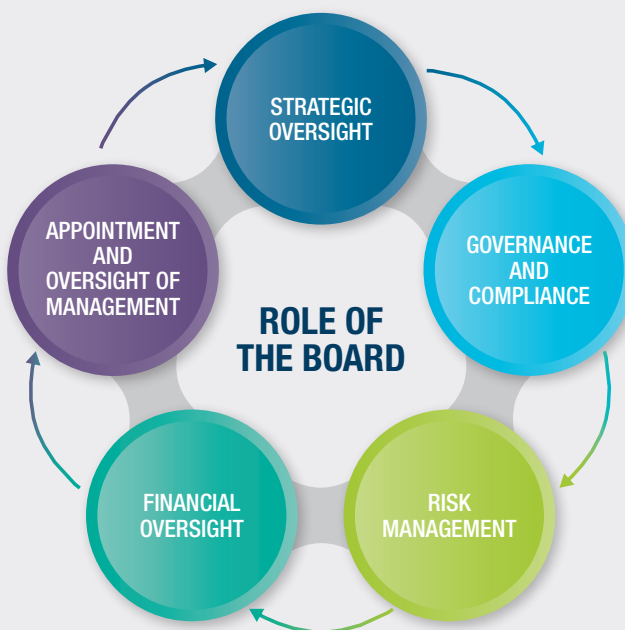 STRATEGIC
OVERSIGHT
GOVERNANCE
AND
COMPLIANCE
RISK
MANAGEMENT
FINANCIAL
OVERSIGHT
APPOINTMENT
AND
OVERSIGHT OF
MANAGEMENT
ROLE OF
THE BOARD